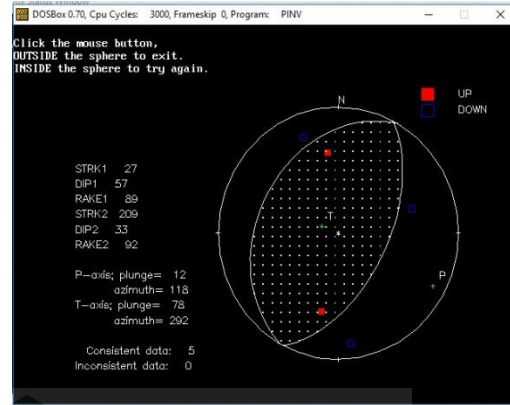 DOSBox 0.70, Cpu Cycles: 3000, Frameskip 0, Program: PINV
Click the mouse button,
OUTSIDE the sphere to exit.
INSIDE the sphere to try again.
UP
DOWN
N
STRK1 27
DIP1 57
RAKE1 89
STRK2 209
DIP2 33
RAKE2 92
T
P
P-axis; plunge= 12
azimuth= 118
T-axis; plunge= 78
azimuth= 292
Consistent data: 5
Inconsistent data: 0